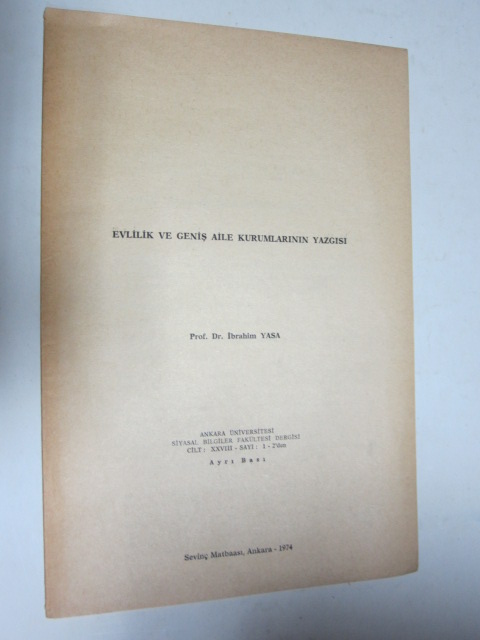 EVLİLİK VE GENİŞ AİLE KURUMLARININ YAZGISI
Prof. Dr. İbrahim YASA
ANKARA ÜNİVERSİTESİ
SİYASAL BİLGİLER FAKÜLTESİ DERGİSİ
CİLT: XXVIII - SAYI: 1 - 2'den
Ayrı Bası
Sevinç Matbaası, Ankara - 1974